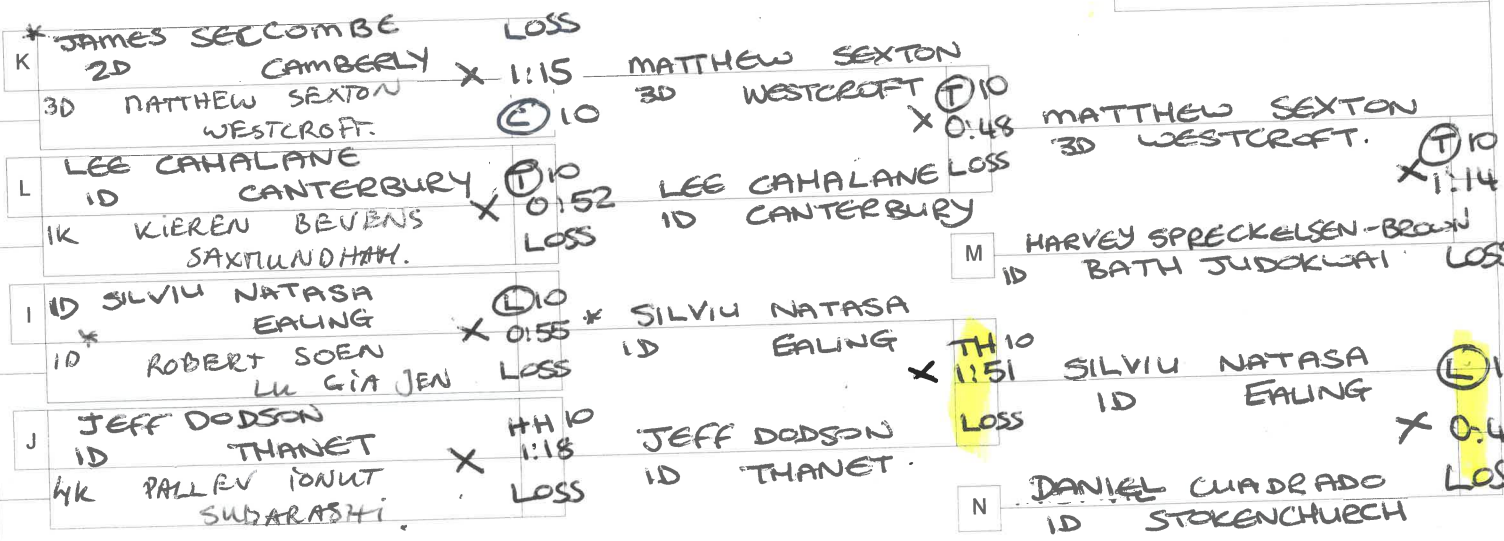 * JAMES SECCOMBE LOSS
K 2D CAMBERLY X 1:15
3D MATTHEW SEXTON
WESTCROFT. 10
L LEE CAHALANE T 10
1D CANTERBURY X 0:52
1K KIEREN BEVENS LOSS
SAXMUNDHAM.
I 1D SILVIU NATASA L 10
EALING X 0:55
1D * ROBERT SOEN LOSS
LU GIA JEN
J JEFF DODSON HH 10
1D THANET X 1:18
4K PALLEV IONUT LOSS
SUBARASHI.
MATTHEW SEXTON
3D WESTCROFT T 10
X 0:48
LEE CAHALANE LOSS
1D CANTERBURY
* SILVIU NATASA
1D EALING TH 10
X 1:51
LOSS
JEFF DODSON
1D THANET.
MATTHEW SEXTON
3D WESTCROFT. T 10
X 1:14
M HARVEY SPRECKELSEN-BROWN
1D BATH JUDOKWAI LOSS
SILVIU NATASA L 1
1D EALING
X 0:4
N DANIEL CUADRADO LOSS
1D STOKENCHURCH